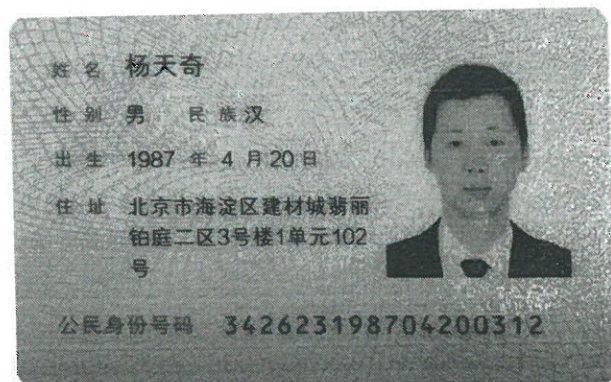 姓名 杨天奇
性别 男 民族 汉
出生 1987 年 4 月 20 日
住址 北京市海淀区建材城翡丽
铂庭二区3号楼1单元102
号
公民身份号码 342623198704200312